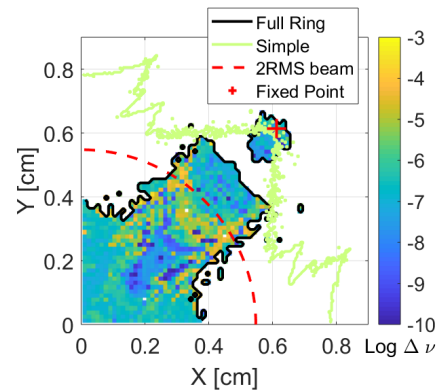 Full Ring
Simple
2RMS beam
Fixed Point
-3
-4
-5
-6
-7
-8
-9
-10
Log Δ ν
0.8
0.6
0.4
0.2
0
Y [cm]
0 0.2 0.4 0.6 0.8
X [cm]